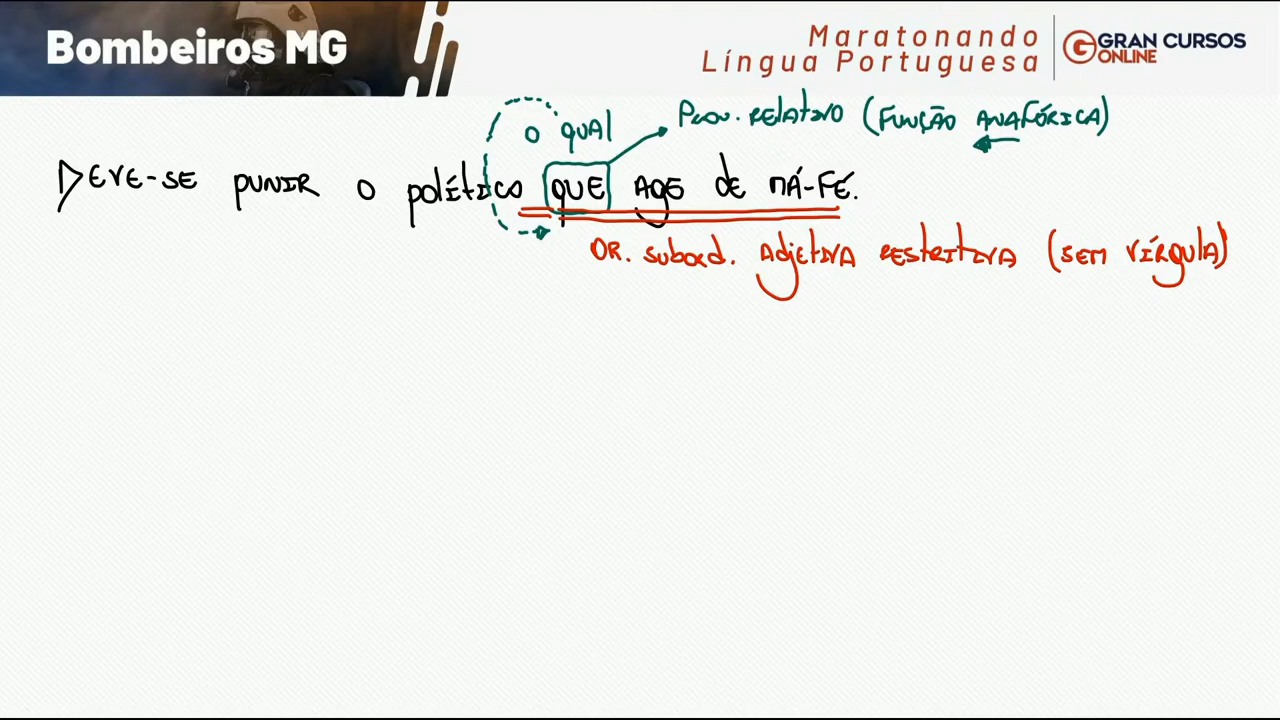 Bombeiros MG
Maratonando
Língua Portuguesa
GRAN CURSOS
ONLINE
O QUAL
PRON. RELATIVO (FUNÇÃO ANAFÓRICA)
DEVE-SE PUNIR O POLÍTICO QUE AGE DE MÁ-FÉ.
OR. SUBORD. ADJETIVA RESTRITIVA (SEM VÍRGULA)